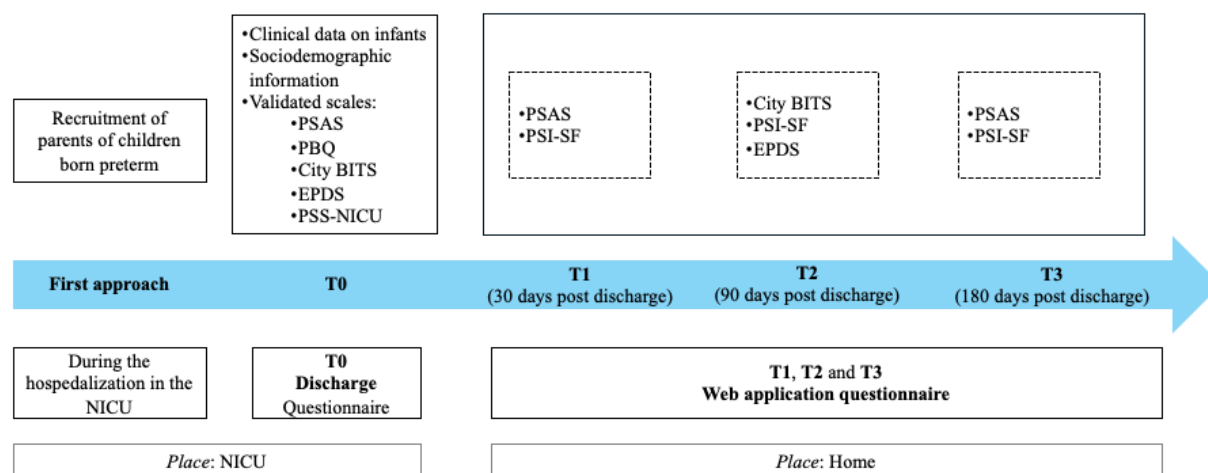 Recruitment of
parents of children
born preterm
•Clinical data on infants
•Sociodemographic
information
•Validated scales:
•PSAS
•PBQ
•City BITS
•EPDS
•PSS-NICU
•PSAS
•PSI-SF
•City BITS
•PSI-SF
•EPDS
•PSAS
•PSI-SF
First approach
T0
T1
(30 days post discharge)
T2
(90 days post discharge)
T3
(180 days post discharge)
During the
hospedalization in the
NICU
T0
Discharge
Questionnaire
T1, T2 and T3
Web application questionnaire
Place: NICU
Place: Home